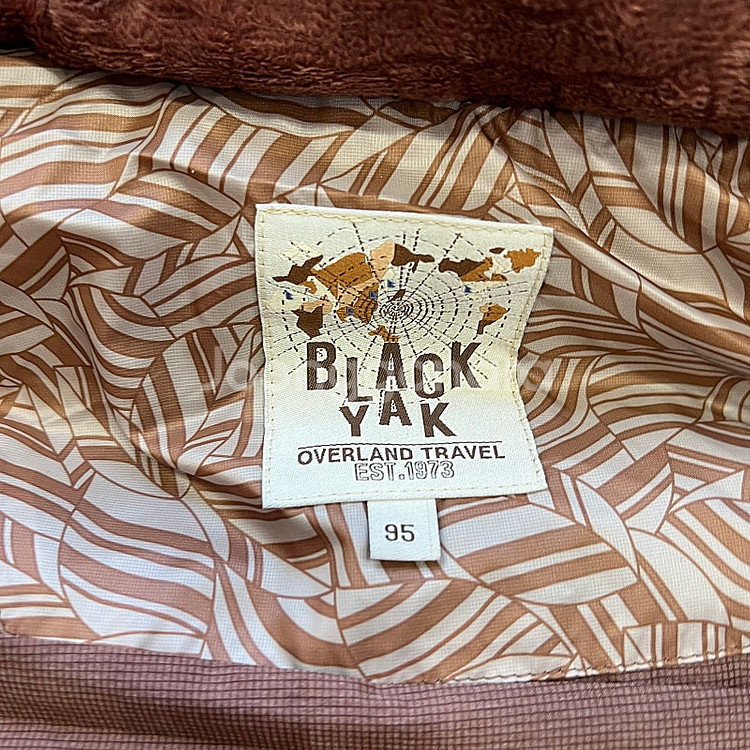 BLACK
YAK
OVERLAND TRAVEL
EST.1973
95